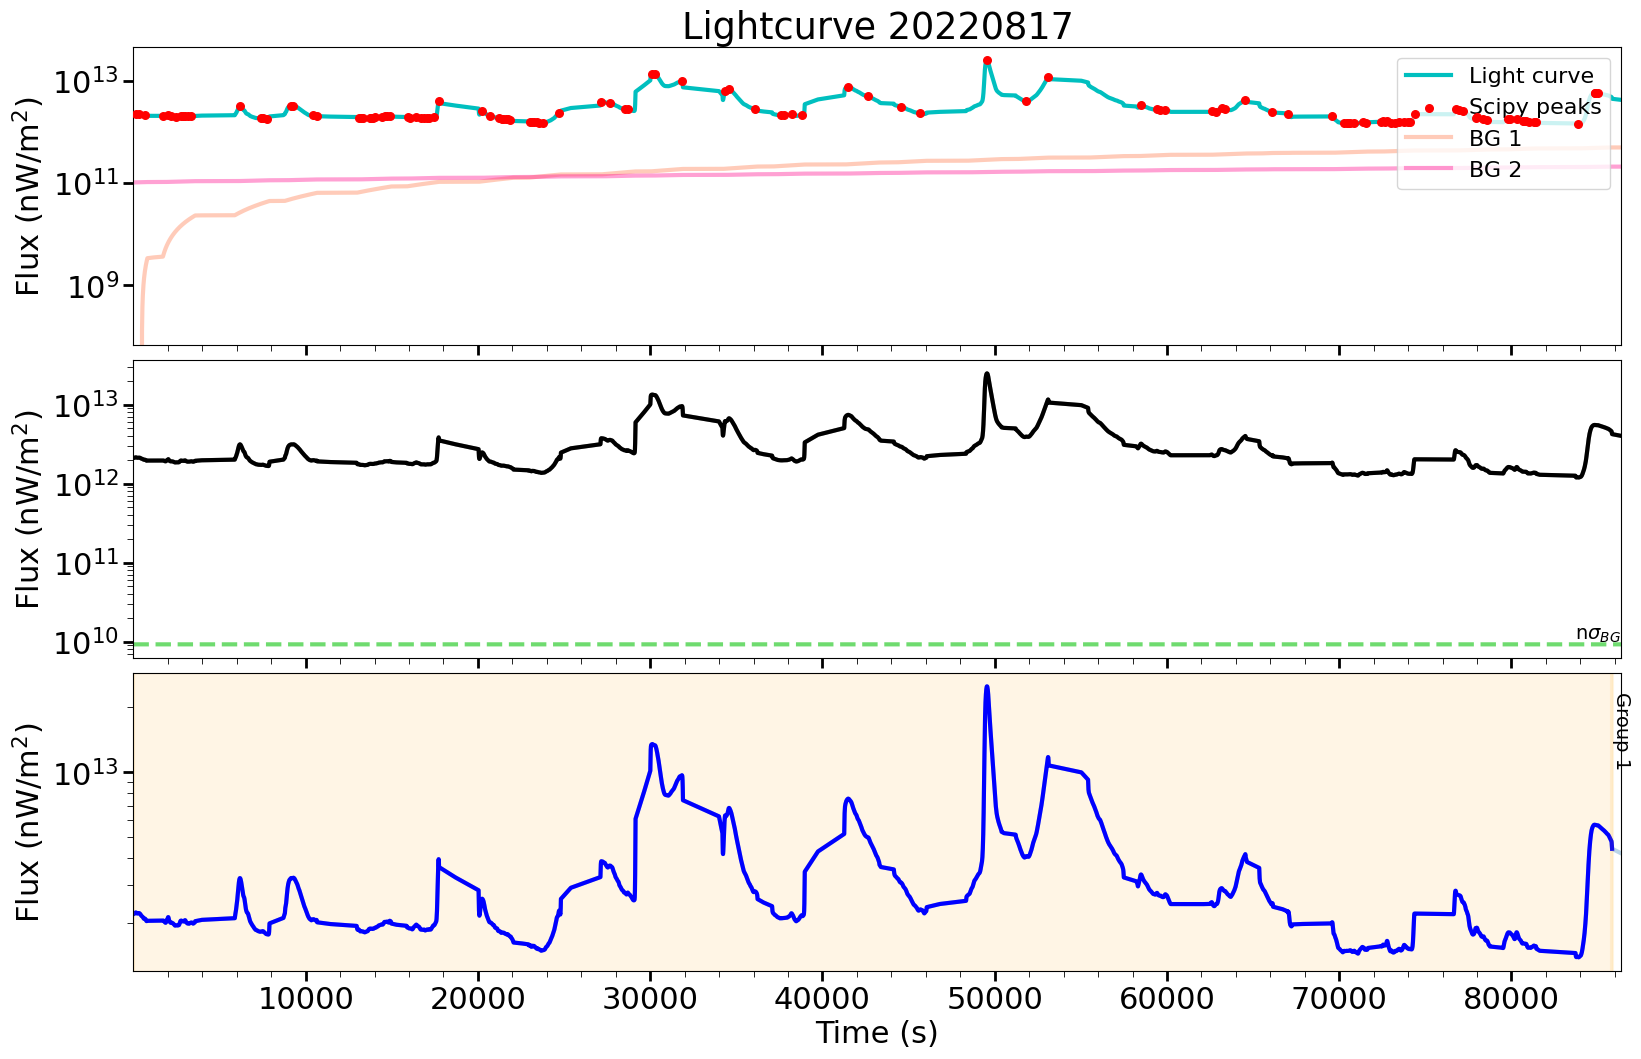 Lightcurve 20220817
Flux (nW/m²)
10¹³
10¹¹
10⁹
Light curve
Scipy peaks
BG 1
BG 2
Flux (nW/m²)
10¹³
10¹²
10¹¹
10¹⁰
nσ_BG
Flux (nW/m²)
10¹³
Group 1
10000 20000 30000 40000 50000 60000 70000 80000
Time (s)